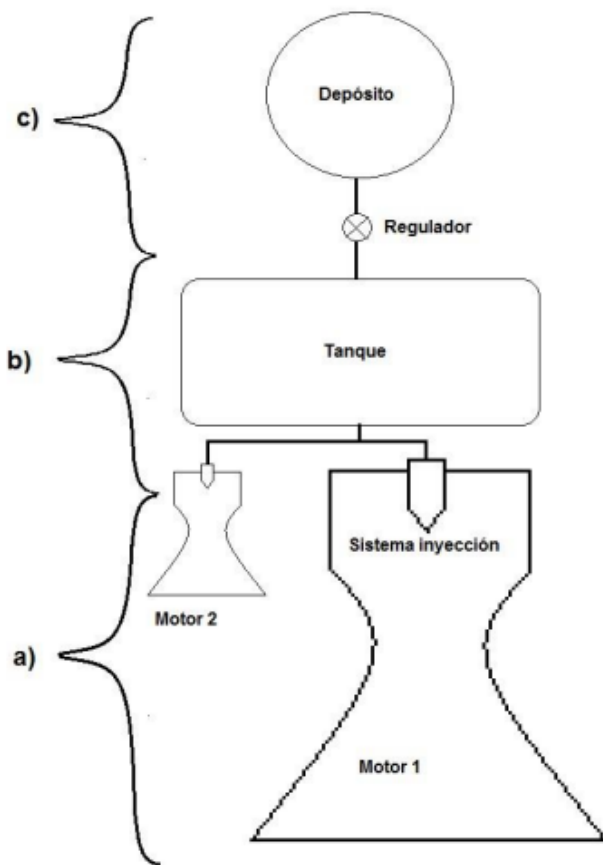 c)
Depósito
Regulador
b)
Tanque
Sistema inyección
Motor 2
a)
Motor 1